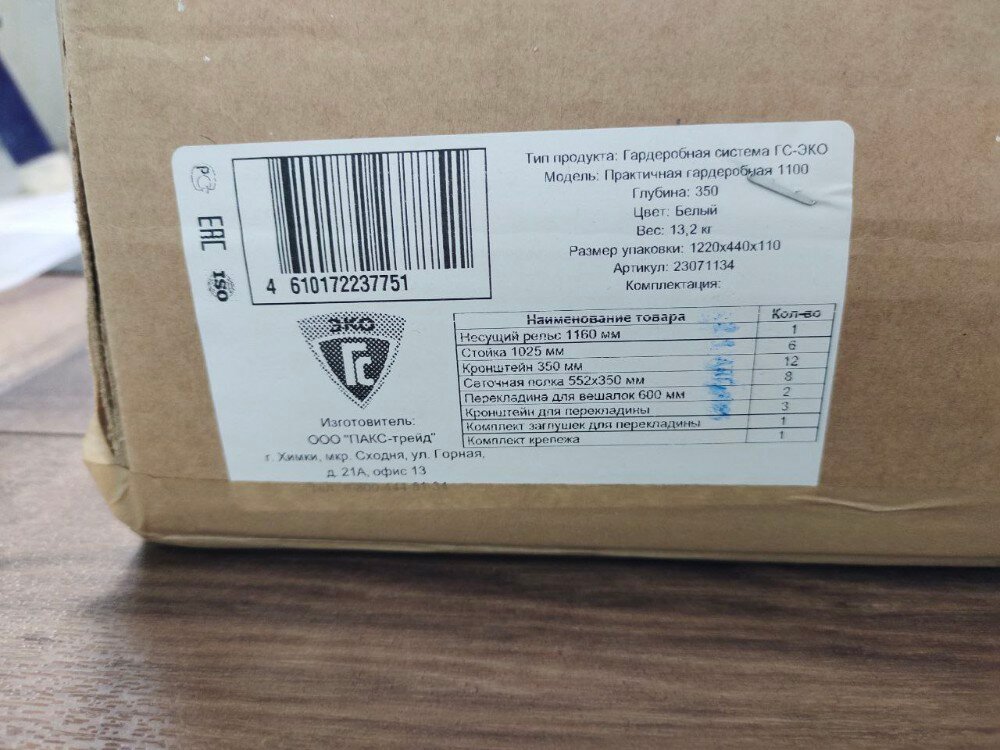 РСТ
EAC
ISO
4 610172237751
Тип продукта: Гардеробная система ГС-ЭКО
Модель: Практичная гардеробная 1100
Глубина: 350
Цвет: Белый
Вес: 13,2 кг
Размер упаковки: 1220х440х110
Артикул: 23071134
Комплектация:
ЭКО
ГС
Изготовитель:
ООО "ПАКС-трейд"
г. Химки, мкр. Сходня, ул. Горная,
д. 21А, офис 13
Наименование товара Кол-во
Несущий рельс 1160 мм 1
Стойка 1025 мм 6
Кронштейн 350 мм 12
Сеточная полка 552х350 мм 8
Перекладина для вешалок 600 мм 2
Кронштейн для перекладины 3
Комплект заглушек для перекладины 1
Комплект крепежа 1